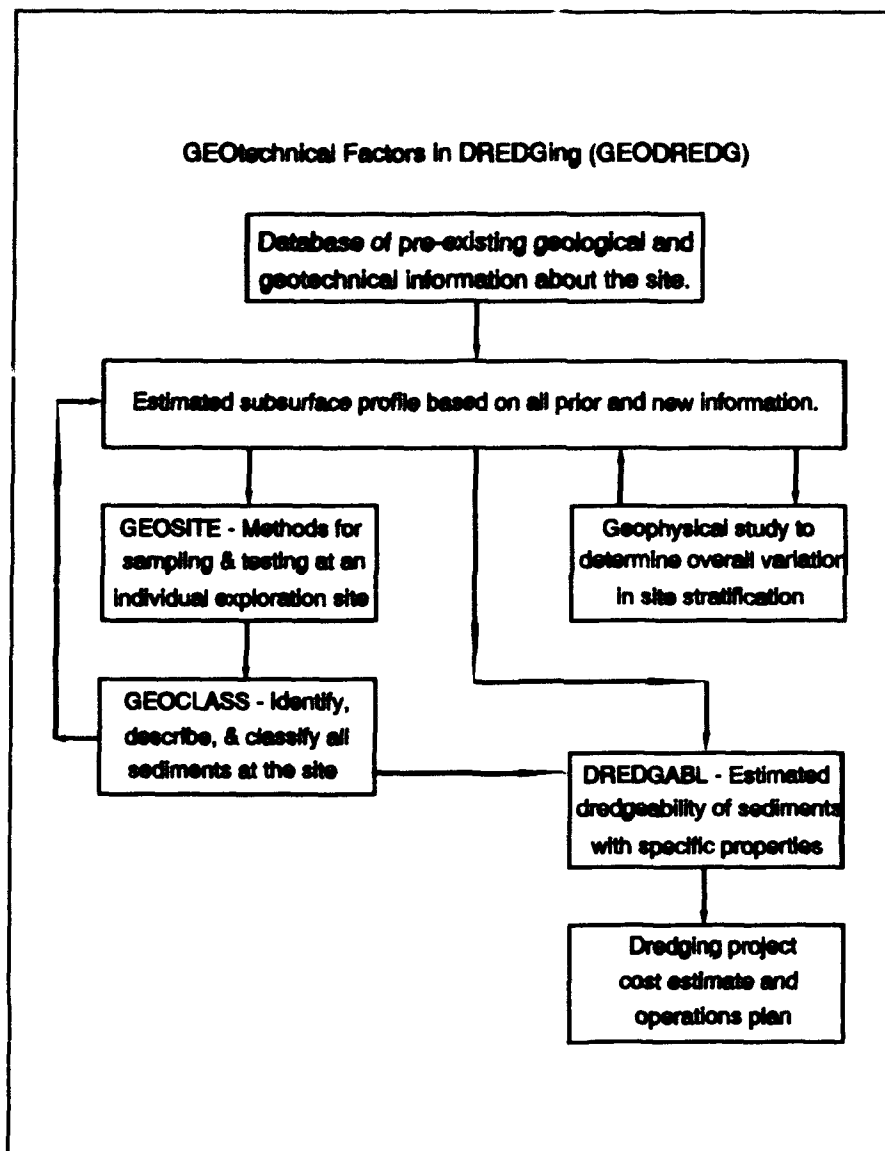 GEOtechnical Factors in DREDGing (GEODREDG)
Database of pre-existing geological and
geotechnical information about the site.
Estimated subsurface profile based on all prior and new information.
GEOSITE - Methods for
sampling & testing at an
individual exploration site
Geophysical study to
determine overall variation
in site stratification
GEOCLASS - Identify,
describe, & classify all
sediments at the site
DREDGABL - Estimated
dredgeability of sediments
with specific properties
Dredging project
cost estimate and
operations plan